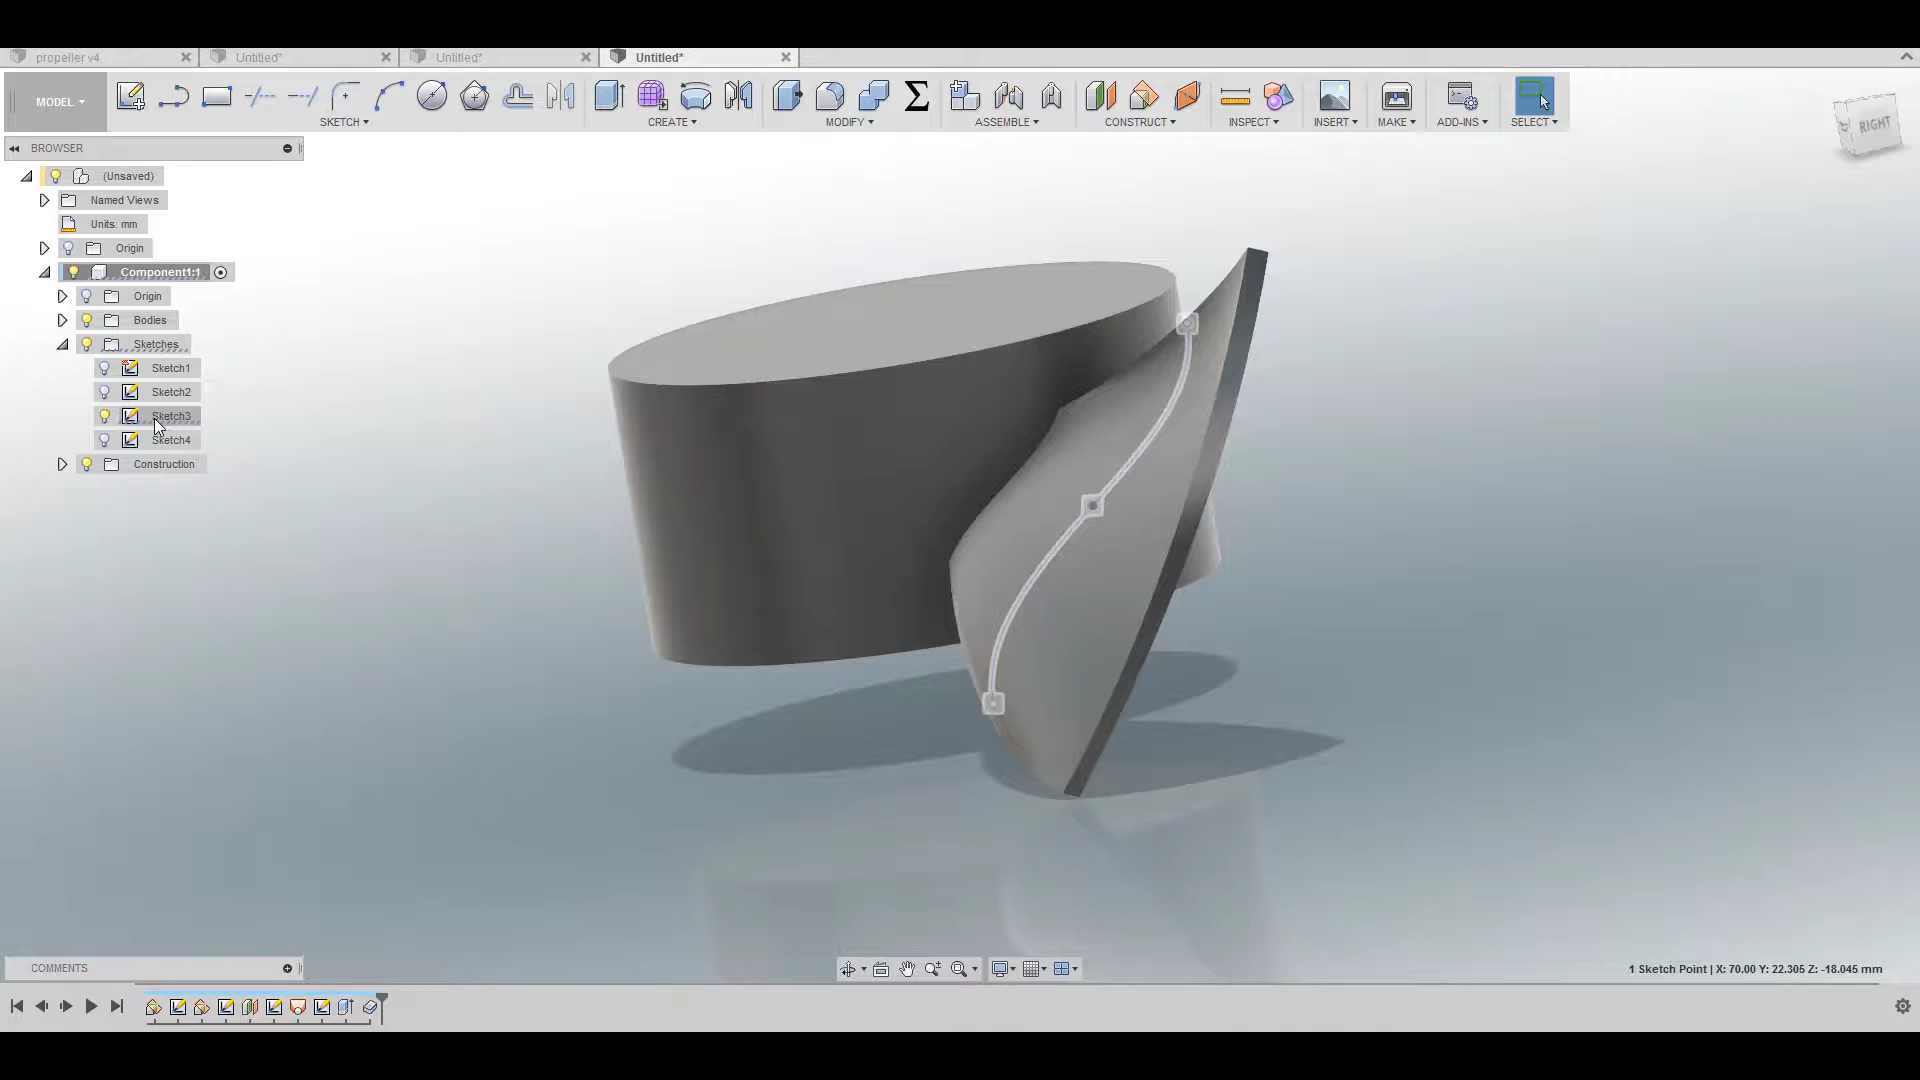 propeller v4
Untitled*
Untitled*
Untitled*
MODEL
SKETCH
CREATE
MODIFY
ASSEMBLE
CONSTRUCT
INSPECT
INSERT
MAKE
ADD-INS
SELECT
RIGHT
BROWSER
(Unsaved)
Named Views
Units: mm
Origin
Component1:1
Origin
Bodies
Sketches
Sketch1
Sketch2
Sketch3
Sketch4
Construction
COMMENTS
1 Sketch Point | X: 70.00 Y: 22.305 Z: -18.045 mm